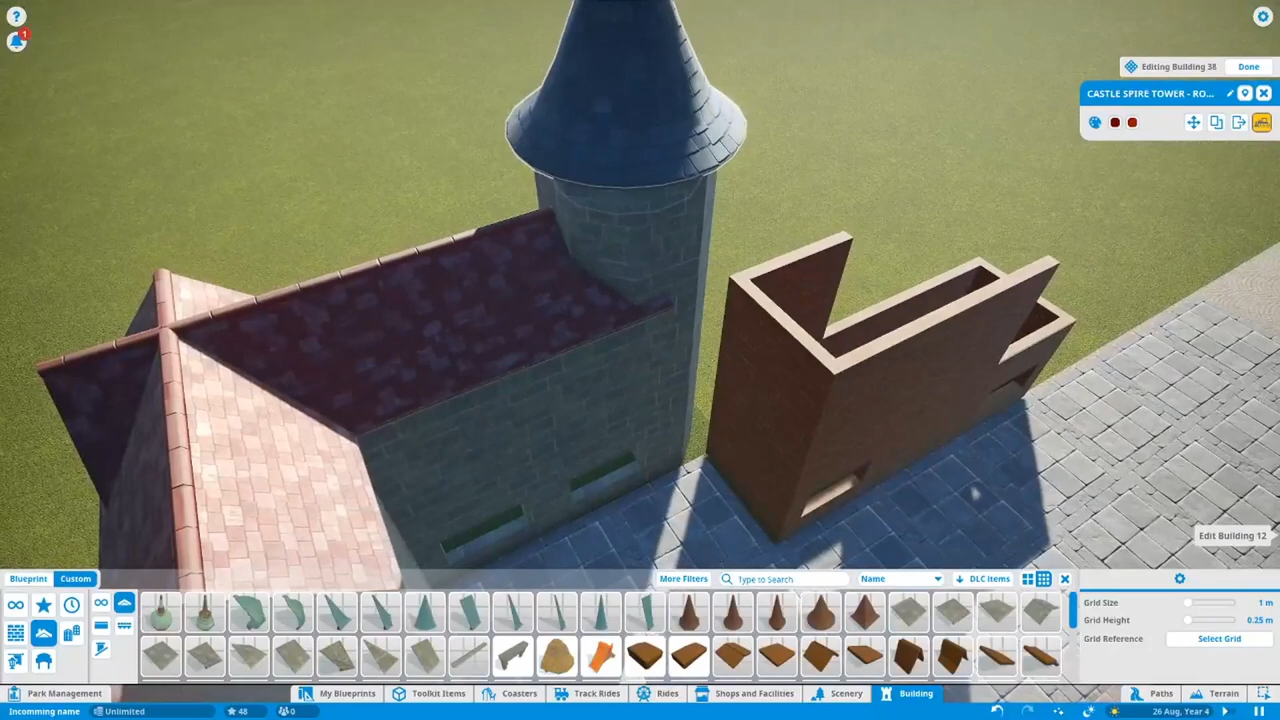 ?
1
Editing Building 38 Done
CASTLE SPIRE TOWER - RO...
Edit Building 12
Blueprint Custom
More Filters Type to Search Name DLC Items
Grid Size 1 m
Grid Height 0.25 m
Grid Reference Select Grid
Park Management My Blueprints Toolkit Items Coasters Track Rides Rides Shops and Facilities Scenery Building Paths Terrain
Incomming name Unlimited 48 0 26 Aug, Year 4